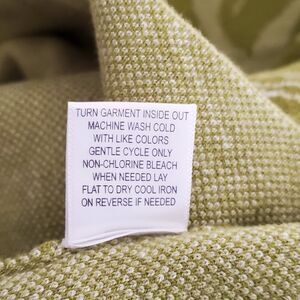 TURN GARMENT INSIDE OUT
MACHINE WASH COLD
WITH LIKE COLORS
GENTLE CYCLE ONLY
NON-CHLORINE BLEACH
WHEN NEEDED LAY
FLAT TO DRY COOL IRON
ON REVERSE IF NEEDED